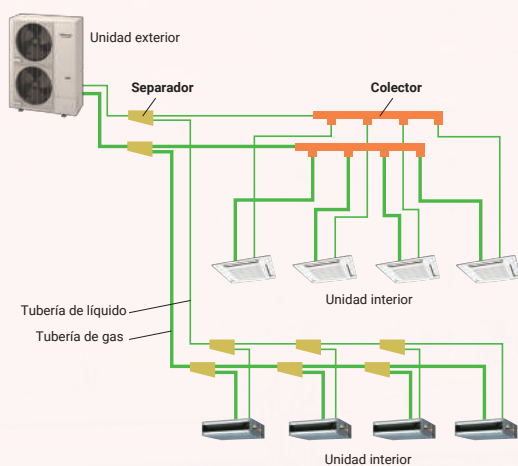 Unidad exterior
Separador
Colector
Unidad interior
Tubería de líquido
Tubería de gas
Unidad interior